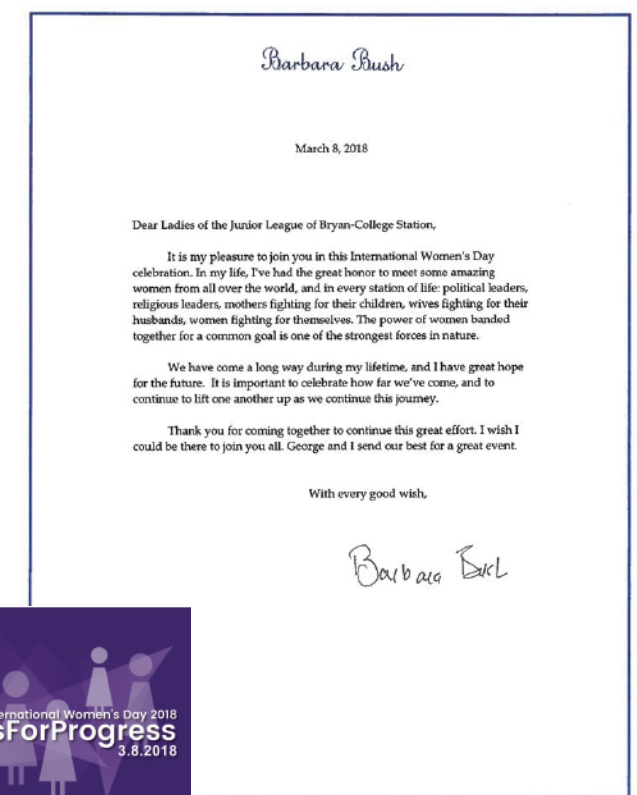 Barbara Bush
March 8, 2018
Dear Ladies of the Junior League of Bryan-College Station,
It is my pleasure to join you in this International Women's Day
celebration. In my life, I've had the great honor to meet some amazing
women from all over the world, and in every station of life: political leaders,
religious leaders, mothers fighting for their children, wives fighting for their
husbands, women fighting for themselves. The power of women banded
together for a common goal is one of the strongest forces in nature.
We have come a long way during my lifetime, and I have great hope
for the future. It is important to celebrate how far we've come, and to
continue to lift one another up as we continue this journey.
Thank you for coming together to continue this great effort. I wish I
could be there to join you all. George and I send our best for a great event.
With every good wish,
Barbara Bush
ernational Women's Day 2018
sForProgress
3.8.2018